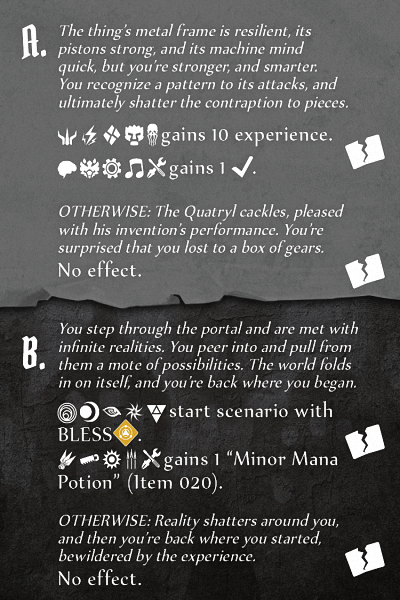 A.
The thing's metal frame is resilient, its
pistons strong, and its machine mind
quick, but you're stronger, and smarter.
You recognize a pattern to its attacks, and
ultimately shatter the contraption to pieces.
gains 10 experience.
gains 1 ✓.
OTHERWISE: The Quatryl cackles, pleased
with his invention's performance. You're
surprised that you lost to a box of gears.
No effect.
B.
You step through the portal and are met with
infinite realities. You peer into and pull from
them a mote of possibilities. The world folds
in on itself, and you're back where you began.
start scenario with
BLESS.
gains 1 “Minor Mana
Potion” (Item 020).
OTHERWISE: Reality shatters around you,
and then you're back where you started,
bewildered by the experience.
No effect.